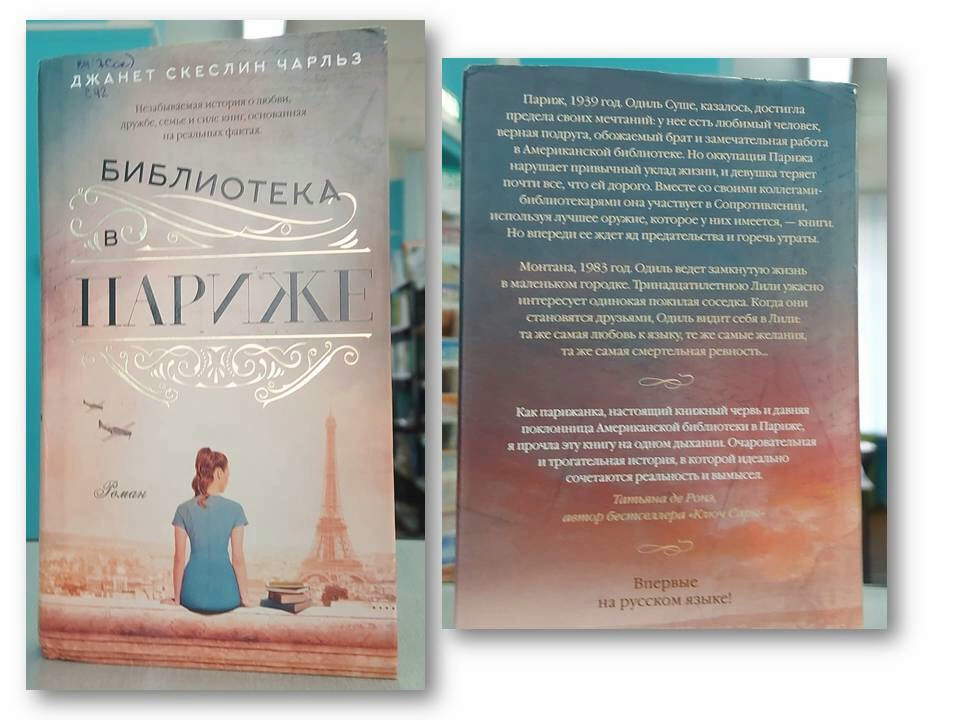 ДЖАНЕТ СКЕСЛИН ЧАРЛЬЗ
Незабываемая история о любви,
дружбе, семье и силе книг, основанная
на реальных фактах.
БИБЛИОТЕКА
В
ПАРИЖЕ
Роман
Париж, 1939 год. Одиль Суше, казалось, достигла
предела своих мечтаний: у нее есть любимый человек,
верная подруга, обожаемый брат и замечательная работа
в Американской библиотеке. Но оккупация Парижа
нарушает привычный уклад жизни, и девушка теряет
почти все, что ей дорого. Вместе со своими коллегами-
библиотекарями она участвует в Сопротивлении,
используя лучшее оружие, которое у них имеется, — книги.
Но впереди ее ждет яд предательства и горечь утраты.
Монтана, 1983 год. Одиль ведет замкнутую жизнь
в маленьком городке. Тринадцатилетнюю Лили ужасно
интересует одинокая пожилая соседка. Когда они
становятся друзьями, Одиль видит себя в Лили:
та же самая любовь к языку, те же самые желания,
та же самая смертельная ревность...
Как парижанка, настоящий книжный червь и давняя
поклонница Американской библиотеки в Париже,
я прочла эту книгу на одном дыхании. Очаровательная
и трогательная история, в которой идеально
сочетаются реальность и вымысел.
Татьяна де Ронэ,
автор бестселлера «Ключ Сары»
Впервые
на русском языке!